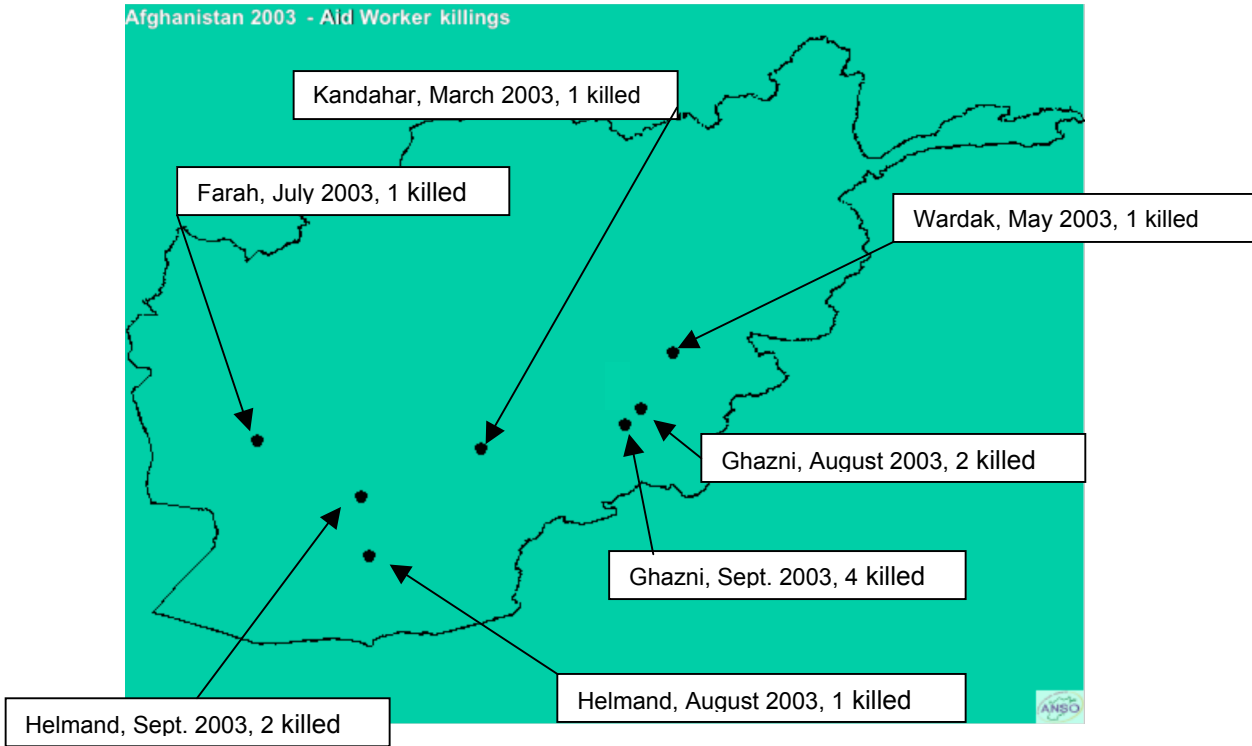 Afghanistan 2003 - Aid Worker killings
Kandahar, March 2003, 1 killed
Farah, July 2003, 1 killed
Wardak, May 2003, 1 killed
Ghazni, August 2003, 2 killed
Ghazni, Sept. 2003, 4 killed
Helmand, August 2003, 1 killed
Helmand, Sept. 2003, 2 killed
ANSO